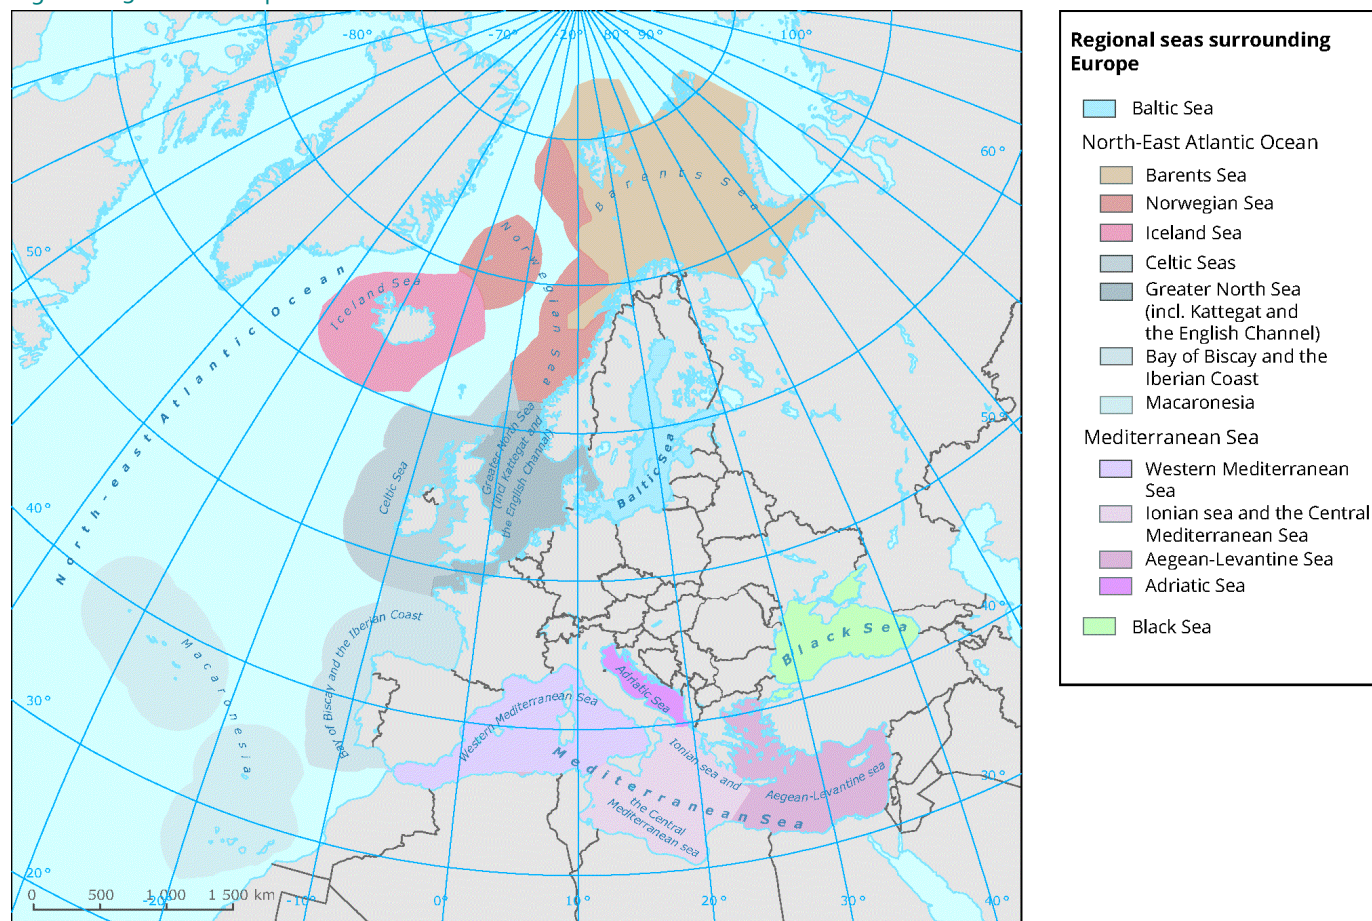 -80°
-70°
-20°
80°
90°
100°
60°
50°
50°
40°
40°
30°
30°
20°
-20°
-10°
0°
10°
20°
30°
40°
Barents Sea
Norwegian Sea
Iceland Sea
North-east Atlantic Ocean
Greater North Sea
(incl. Kattegat and
the English Channel)
Celtic Sea
Baltic Sea
Bay of Biscay and the Iberian Coast
Macaronesia
Black Sea
Adriatic Sea
Western Mediterranean Sea
Mediterranean Sea
Ionian sea and
the Central
Mediterranean sea
Aegean-Levantine sea
0 500 1 000 1 500 km
Regional seas surrounding
Europe
Baltic Sea
North-East Atlantic Ocean
Barents Sea
Norwegian Sea
Iceland Sea
Celtic Seas
Greater North Sea
(incl. Kattegat and
the English Channel)
Bay of Biscay and the
Iberian Coast
Macaronesia
Mediterranean Sea
Western Mediterranean
Sea
Ionian sea and the Central
Mediterranean Sea
Aegean-Levantine Sea
Adriatic Sea
Black Sea